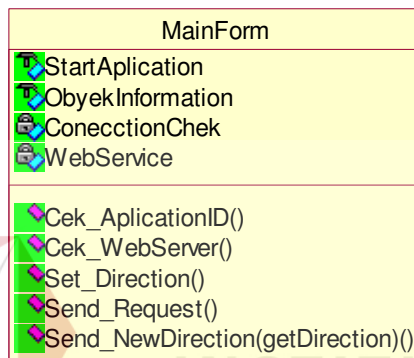 MainForm
StartAplication
ObyekInformation
ConecctionChek
WebService
Cek_AplicationID()
Cek_WebServer()
Set_Direction()
Send_Request()
Send_NewDirection(getDirection)()